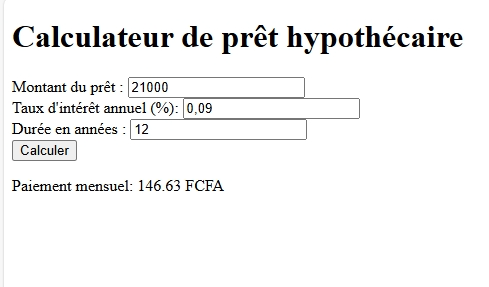 Calculateur de prêt hypothécaire
Montant du prêt : 21000
Taux d'intérêt annuel (%): 0,09
Durée en années : 12
Calculer
Paiement mensuel: 146.63 FCFA